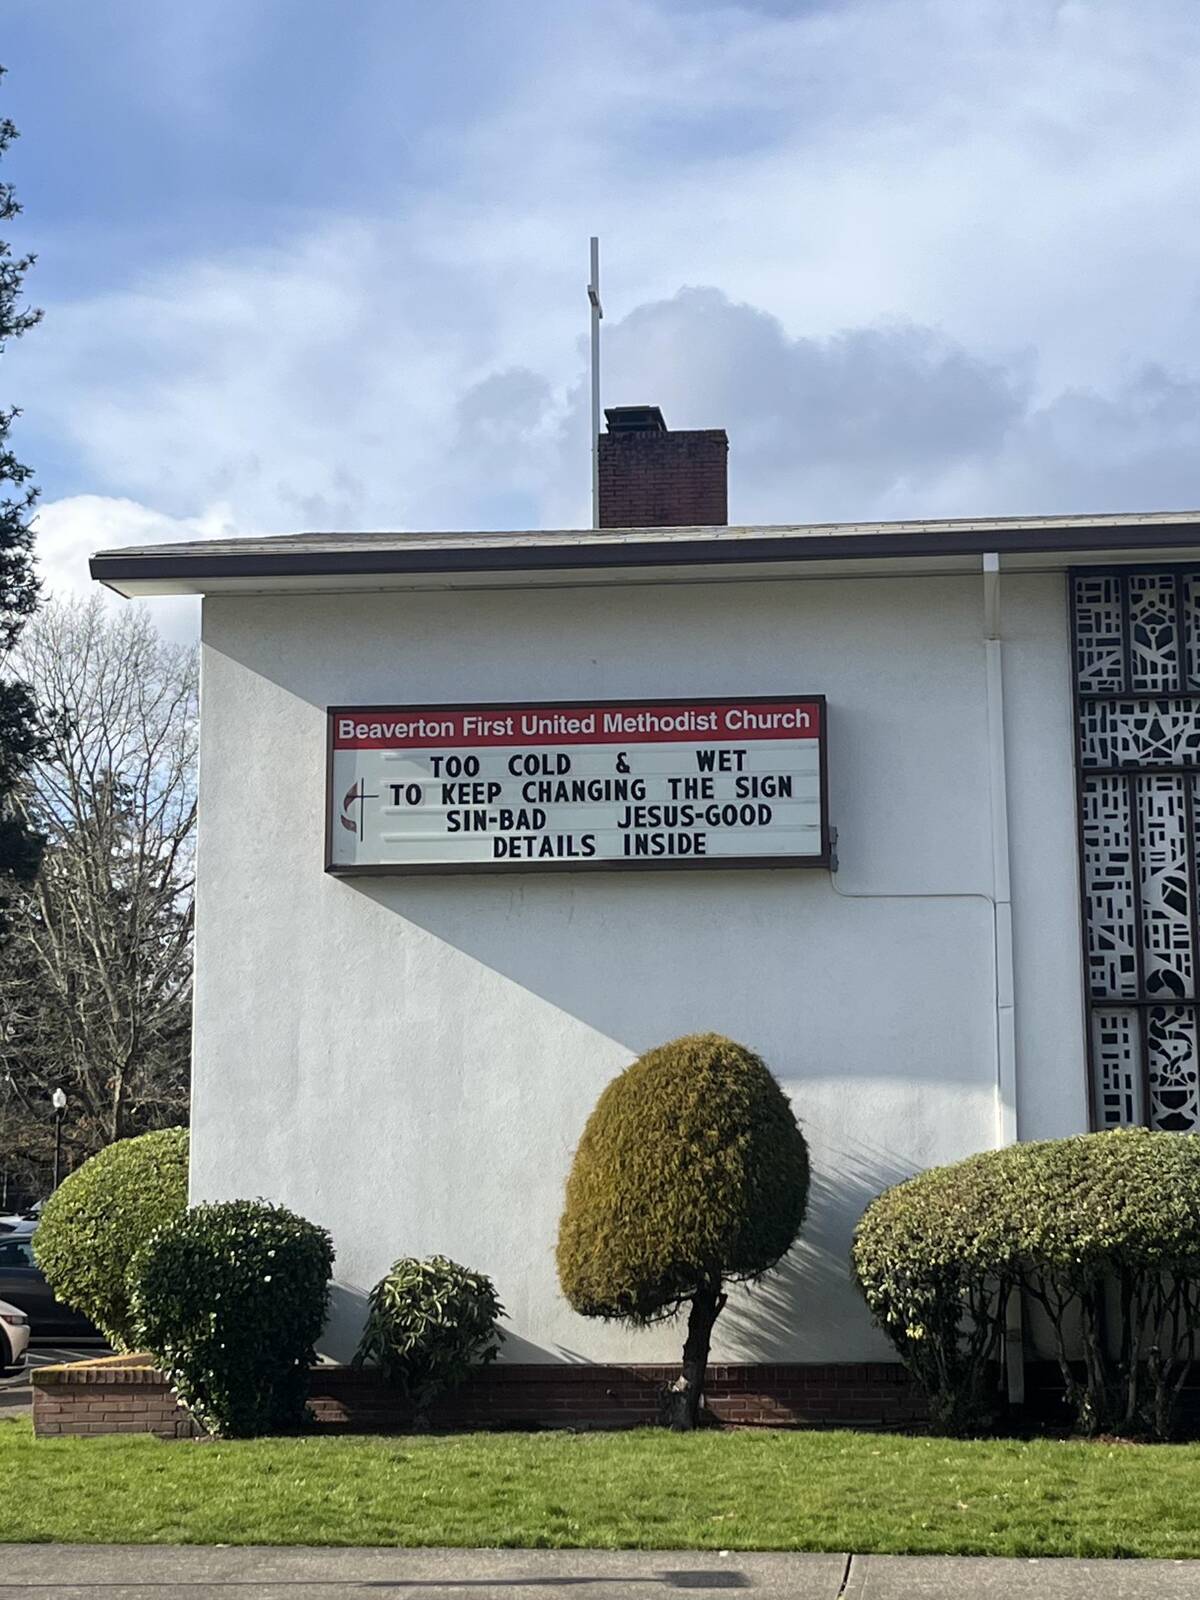 Beaverton First United Methodist Church
TOO COLD & WET
TO KEEP CHANGING THE SIGN
SIN-BAD JESUS-GOOD
DETAILS INSIDE